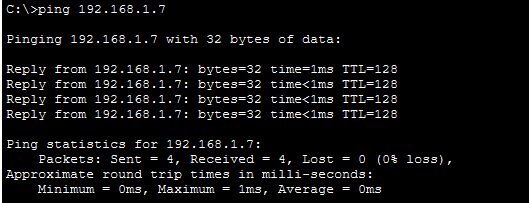 C:\>ping 192.168.1.7
Pinging 192.168.1.7 with 32 bytes of data:
Reply from 192.168.1.7: bytes=32 time=1ms TTL=128
Reply from 192.168.1.7: bytes=32 time<1ms TTL=128
Reply from 192.168.1.7: bytes=32 time<1ms TTL=128
Reply from 192.168.1.7: bytes=32 time<1ms TTL=128
Ping statistics for 192.168.1.7:
    Packets: Sent = 4, Received = 4, Lost = 0 (0% loss),
Approximate round trip times in milli-seconds:
    Minimum = 0ms, Maximum = 1ms, Average = 0ms